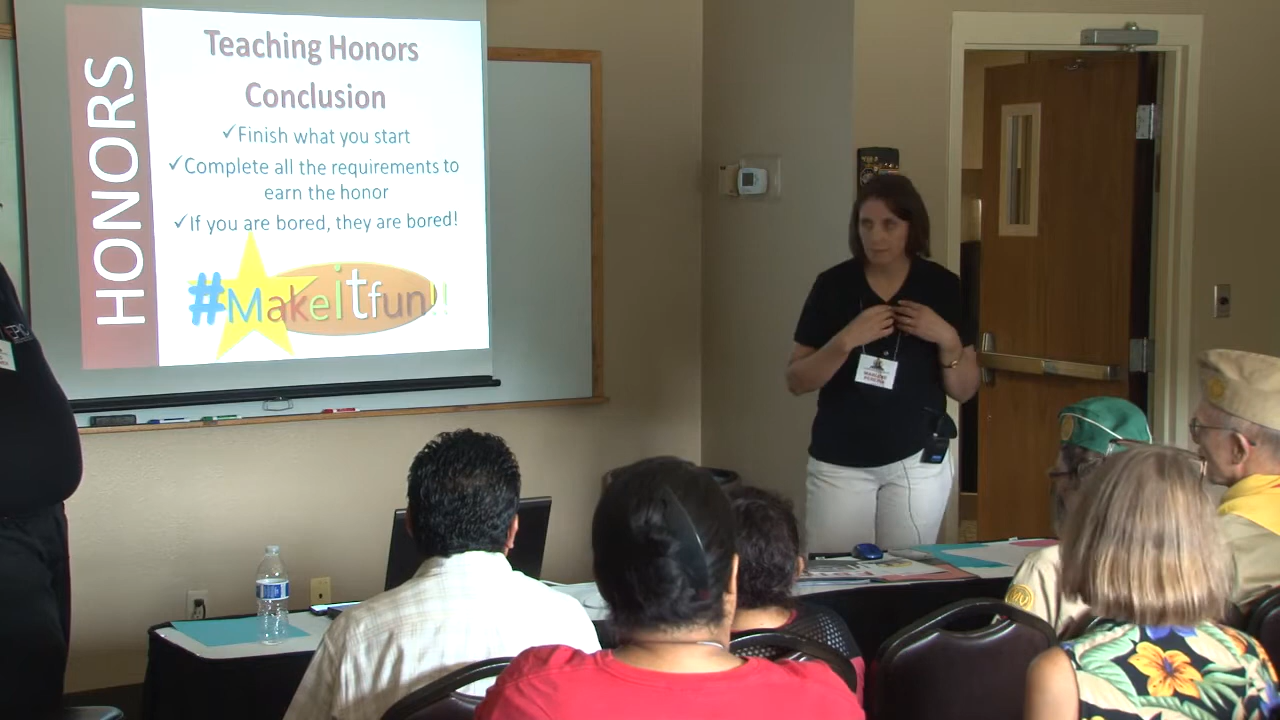 HONORS
Teaching Honors
Conclusion
✓Finish what you start
✓Complete all the requirements to
earn the honor
✓If you are bored, they are bored!
#Makeitfun!!